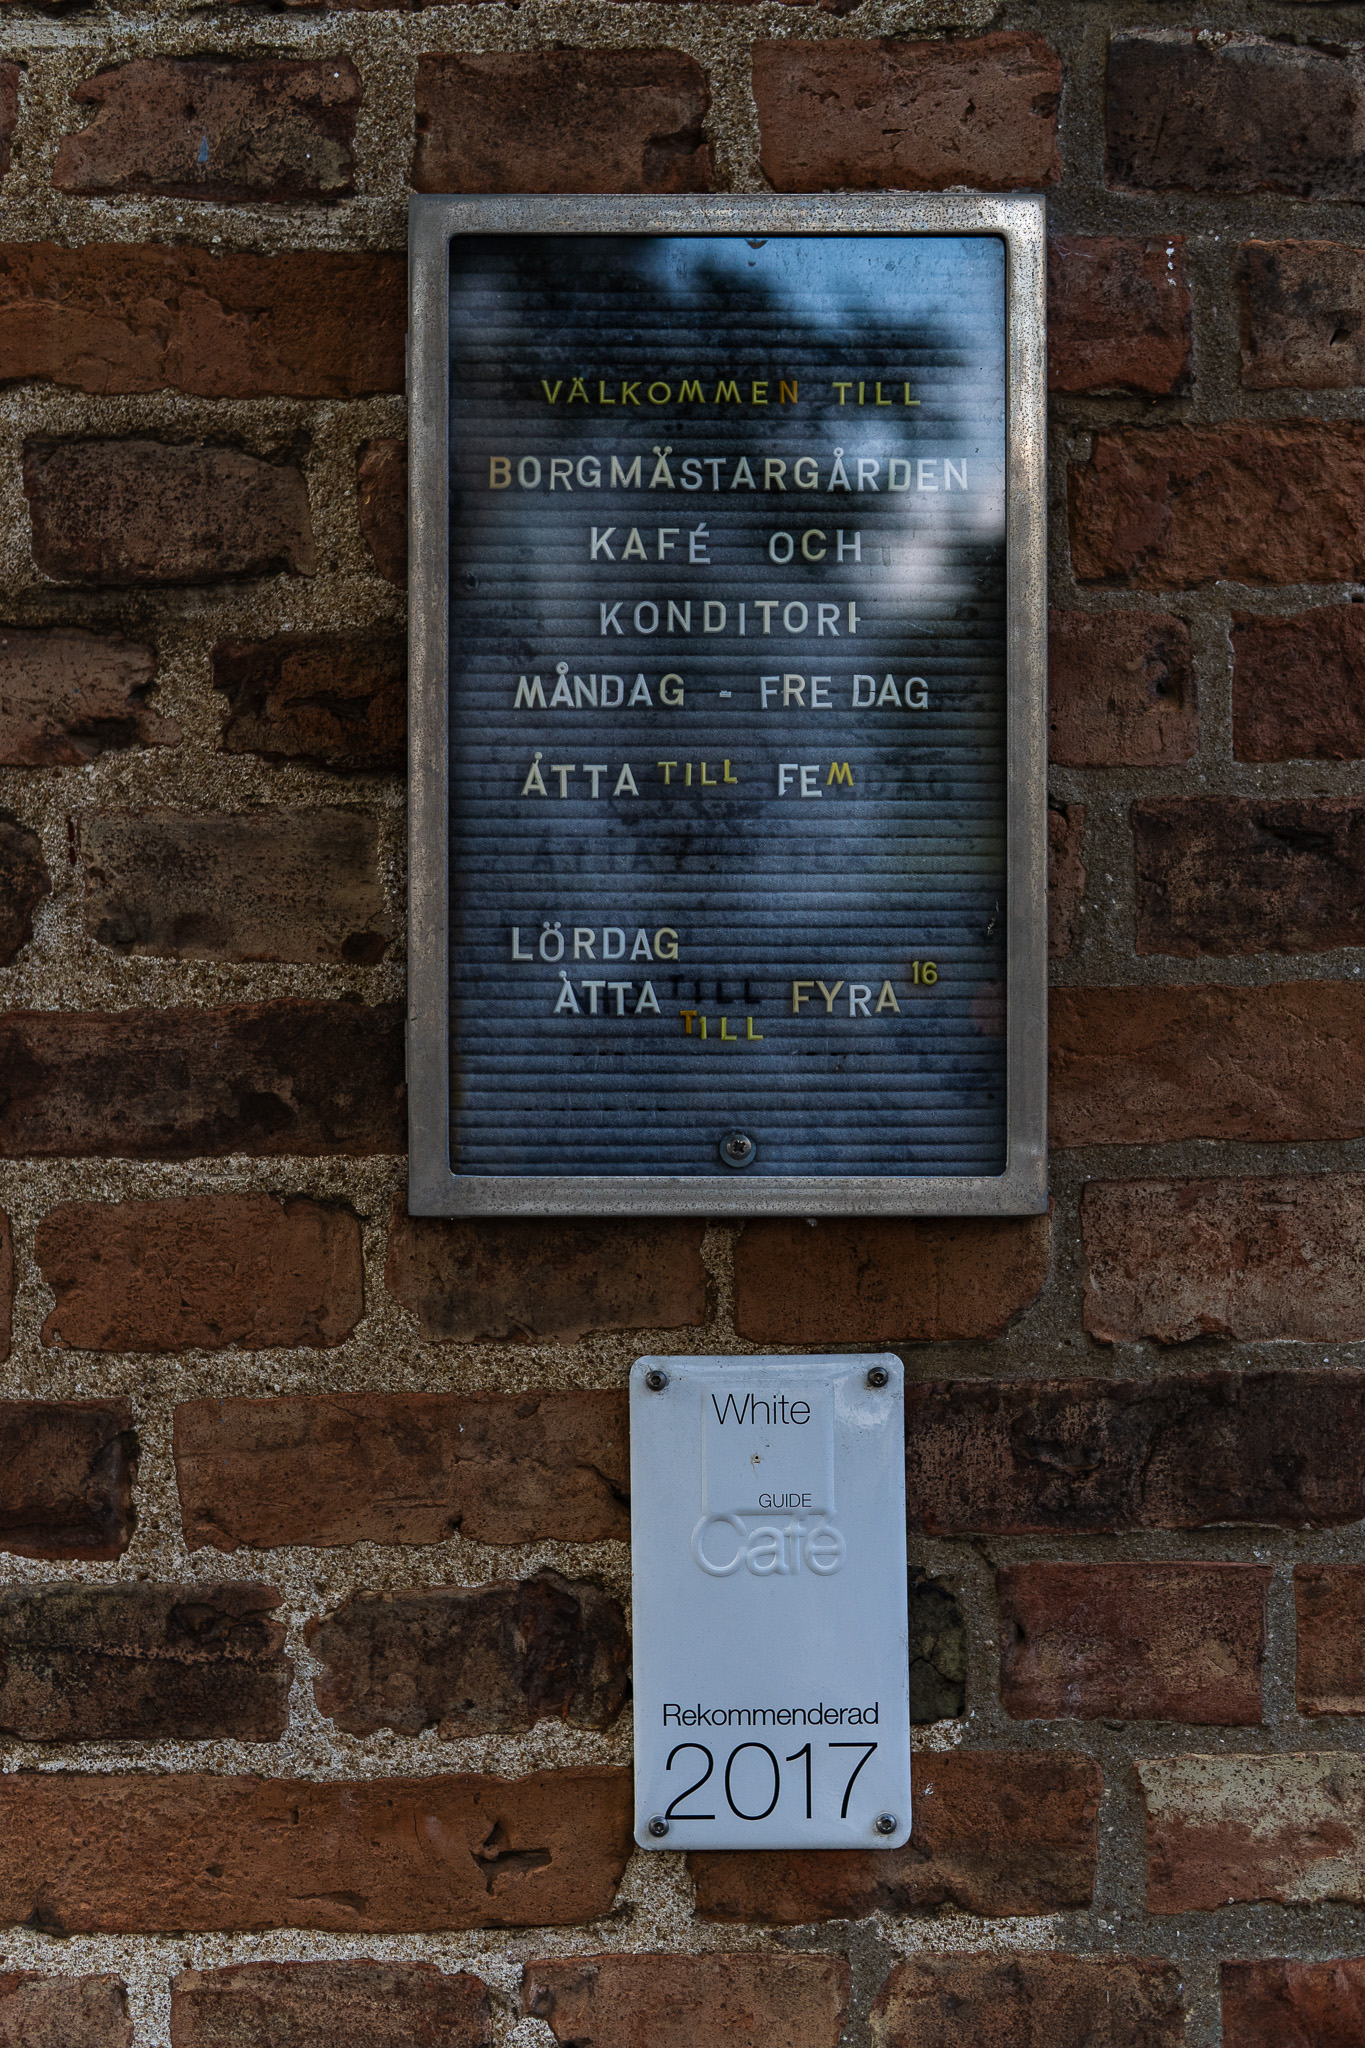 VÄLKOMMEN TILL
BORGMÄSTARGÅRDEN
KAFÉ OCH
KONDITORI
MÅNDAG - FRE DAG
ÅTTA TILL FEM
LÖRDAG
ÅTTA TILL FYRA 16
White
GUIDE
Café
Rekommenderad
2017